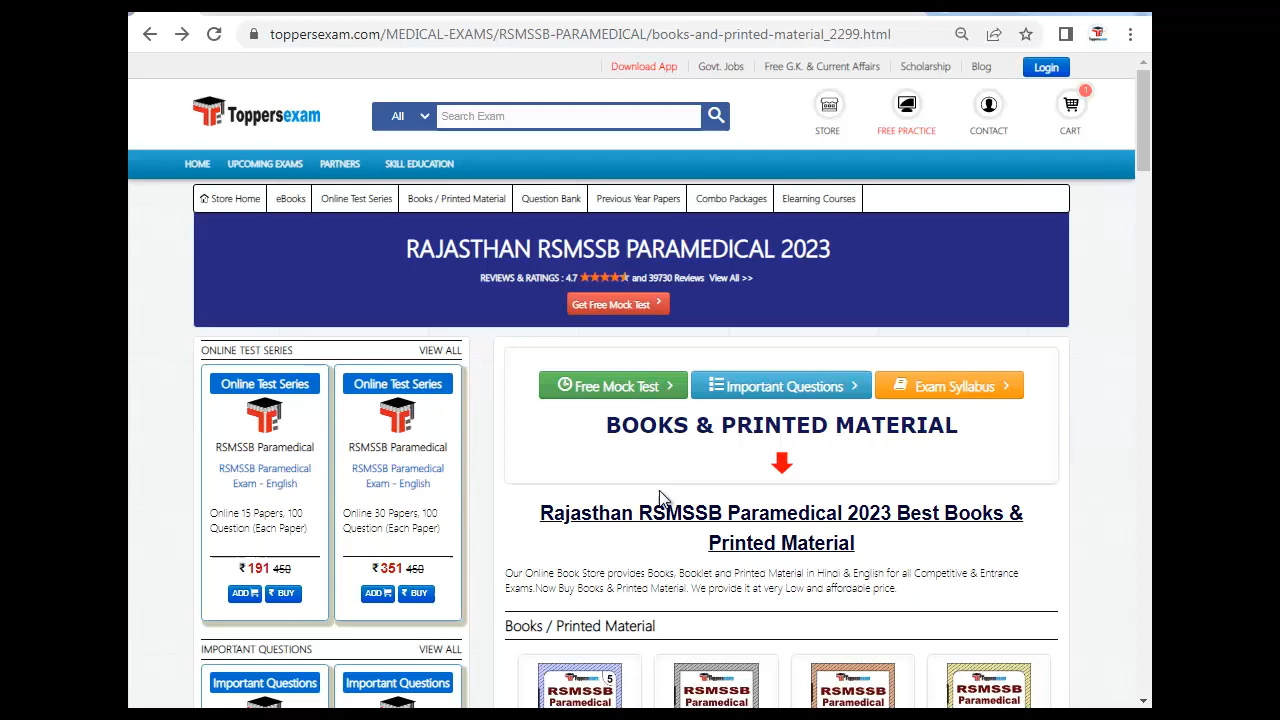 toppersexam.com/MEDICAL-EXAMS/RSMSSB-PARAMEDICAL/books-and-printed-material_2299.html
Download App Govt. Jobs Free G.K. & Current Affairs Scholarship Blog Login
Toppersexam All Search Exam
STORE FREE PRACTICE CONTACT 1 CART
HOME UPCOMING EXAMS PARTNERS SKILL EDUCATION
Store Home eBooks Online Test Series Books / Printed Material Question Bank Previous Year Papers Combo Packages Elearning Courses
RAJASTHAN RSMSSB PARAMEDICAL 2023
REVIEWS & RATINGS : 4.7 and 39730 Reviews View All >>
Get Free Mock Test
ONLINE TEST SERIES VIEW ALL
Online Test Series
RSMSSB Paramedical
RSMSSB Paramedical
Exam - English
Online 15 Papers, 100
Question (Each Paper)
₹ 191 450
ADD ₹ BUY
Online Test Series
RSMSSB Paramedical
RSMSSB Paramedical
Exam - English
Online 30 Papers, 100
Question (Each Paper)
₹ 351 450
ADD ₹ BUY
IMPORTANT QUESTIONS VIEW ALL
Important Questions
Important Questions
Free Mock Test Important Questions Exam Syllabus
BOOKS & PRINTED MATERIAL
Rajasthan RSMSSB Paramedical 2023 Best Books &
Printed Material
Our Online Book Store provides Books, Booklet and Printed Material in Hindi & English for all Competitive & Entrance
Exams.Now Buy Books & Printed Material. We provide it at very Low and affordable price.
Books / Printed Material
Toppersexam 5
RSMSSB
Paramedical
Toppersexam
RSMSSB
Paramedical
Toppersexam
RSMSSB
Paramedical
Toppersexam
RSMSSB
Paramedical